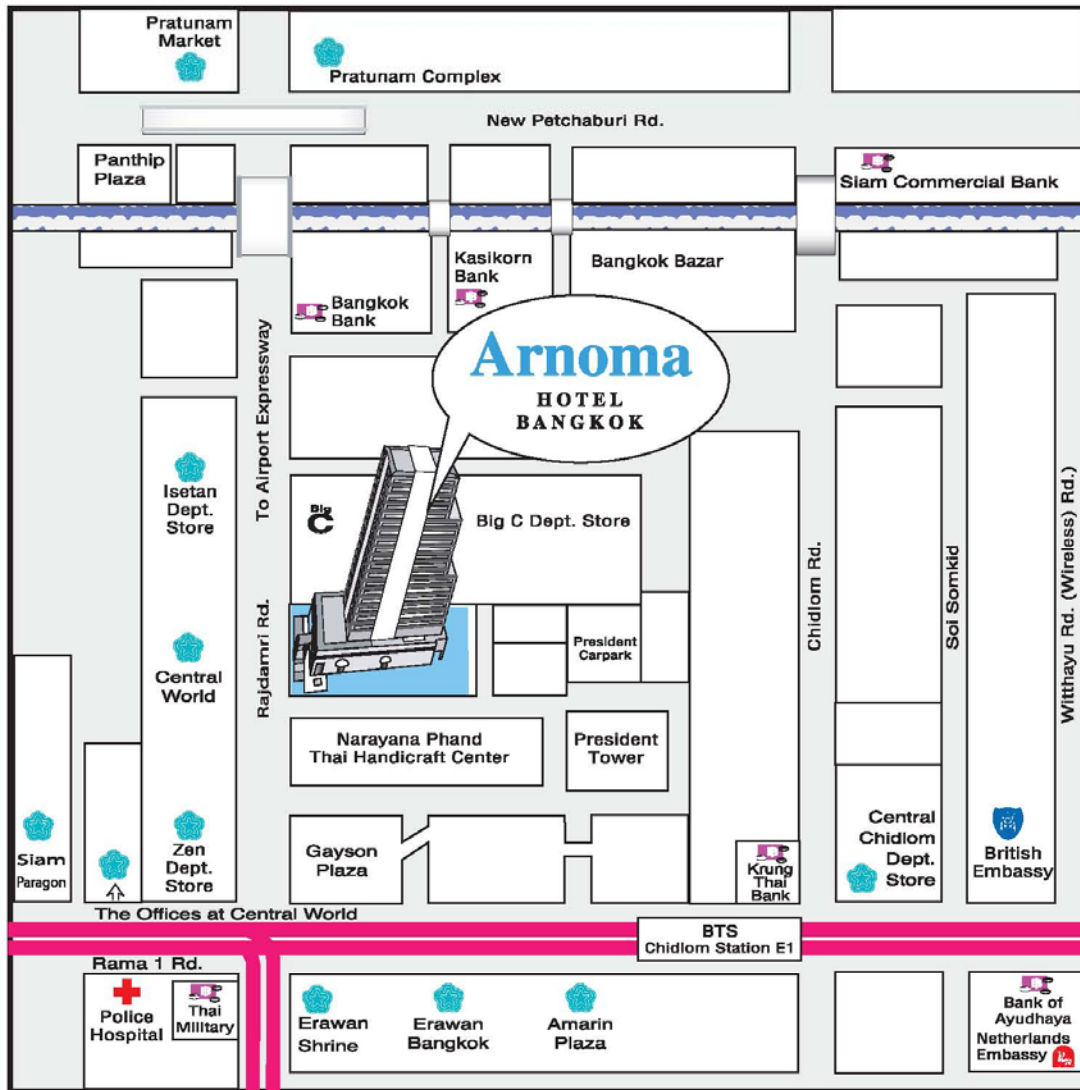 Pratunam
Market
Pratunam Complex
New Petchaburi Rd.
Panthip
Plaza
Siam Commercial Bank
Kasikorn
Bank
Bangkok Bazar
Bangkok
Bank
Arnoma
HOTEL
BANGKOK
To Airport Expressway
Isetan
Dept.
Store
Big
C
Big C Dept. Store
Chidlom Rd.
Soi Somkid
Witthayu Rd. (Wireless) Rd.)
Rajdamri Rd.
President
Carpark
Central
World
Narayana Phand
Thai Handicraft Center
President
Tower
Siam
Paragon
Zen
Dept.
Store
Gayson
Plaza
Krung
Thai
Bank
Central
Chidlom
Dept.
Store
British
Embassy
The Offices at Central World
BTS
Chidlom Station E1
Rama 1 Rd.
Police
Hospital
Thai
Military
Erawan
Shrine
Erawan
Bangkok
Amarin
Plaza
Bank of
Ayudhaya
Netherlands
Embassy